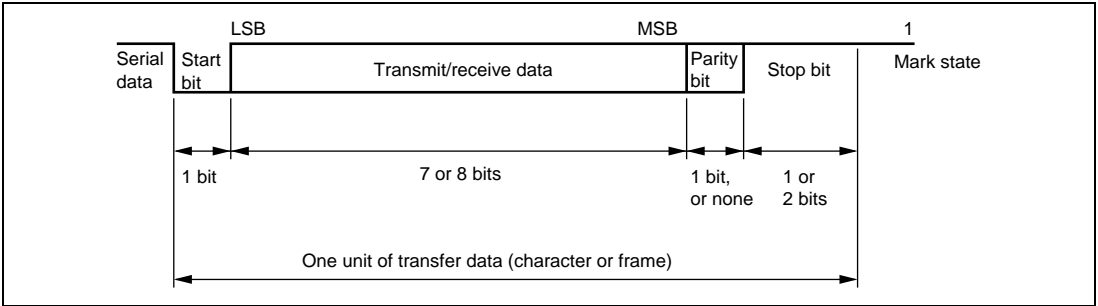 LSB
MSB
1
Serial
data
Start
bit
Transmit/receive data
Parity
bit
Stop bit
Mark state
1 bit
7 or 8 bits
1 bit,
or none
1 or
2 bits
One unit of transfer data (character or frame)